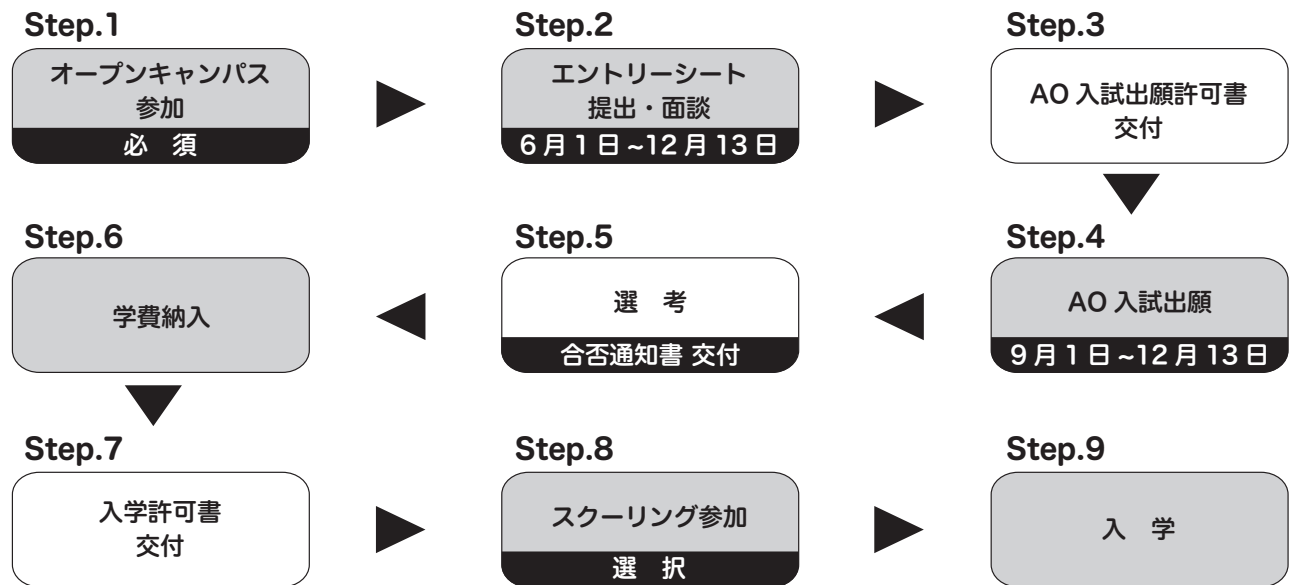 Step.1
オープンキャンパス
参加
必 須
Step.2
エントリーシート
提出・面談
6月1日~12月13日
Step.3
AO 入試出願許可書
交付
Step.4
AO 入試出願
9月1日~12月13日
Step.5
選 考
合否通知書 交付
Step.6
学費納入
Step.7
入学許可書
交付
Step.8
スクーリング参加
選 択
Step.9
入 学